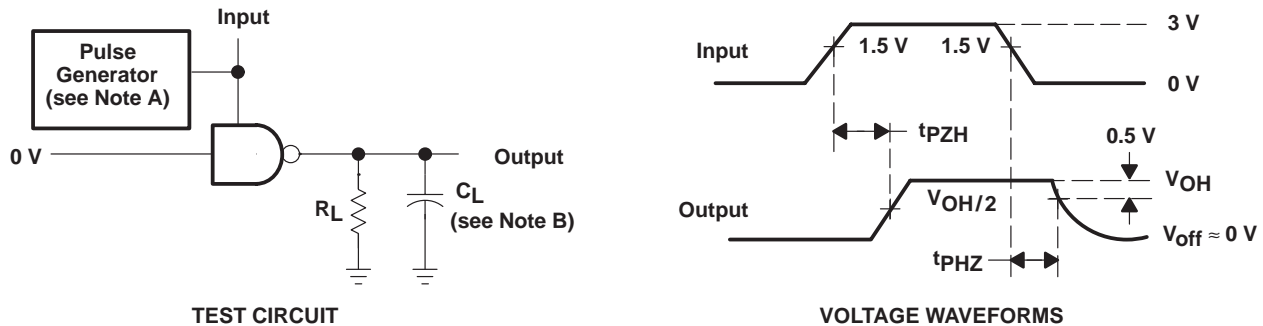 Input
Pulse
Generator
(see Note A)
0 V
Output
RL
CL
(see Note B)
TEST CIRCUIT
Input
1.5 V
1.5 V
3 V
0 V
tPZH
0.5 V
Output
VOH/2
VOH
Voff ≈ 0 V
tPHZ
VOLTAGE WAVEFORMS